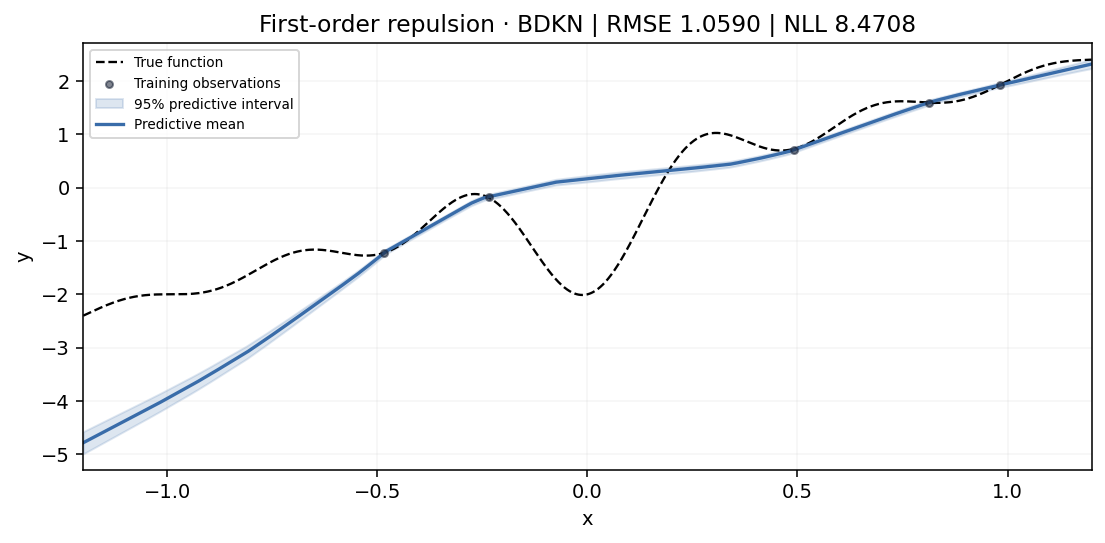 First-order repulsion · BDKN | RMSE 1.0590 | NLL 8.4708
True function
Training observations
95% predictive interval
Predictive mean
y
2
1
0
−1
−2
−3
−4
−5
−1.0
−0.5
0.0
0.5
1.0
x